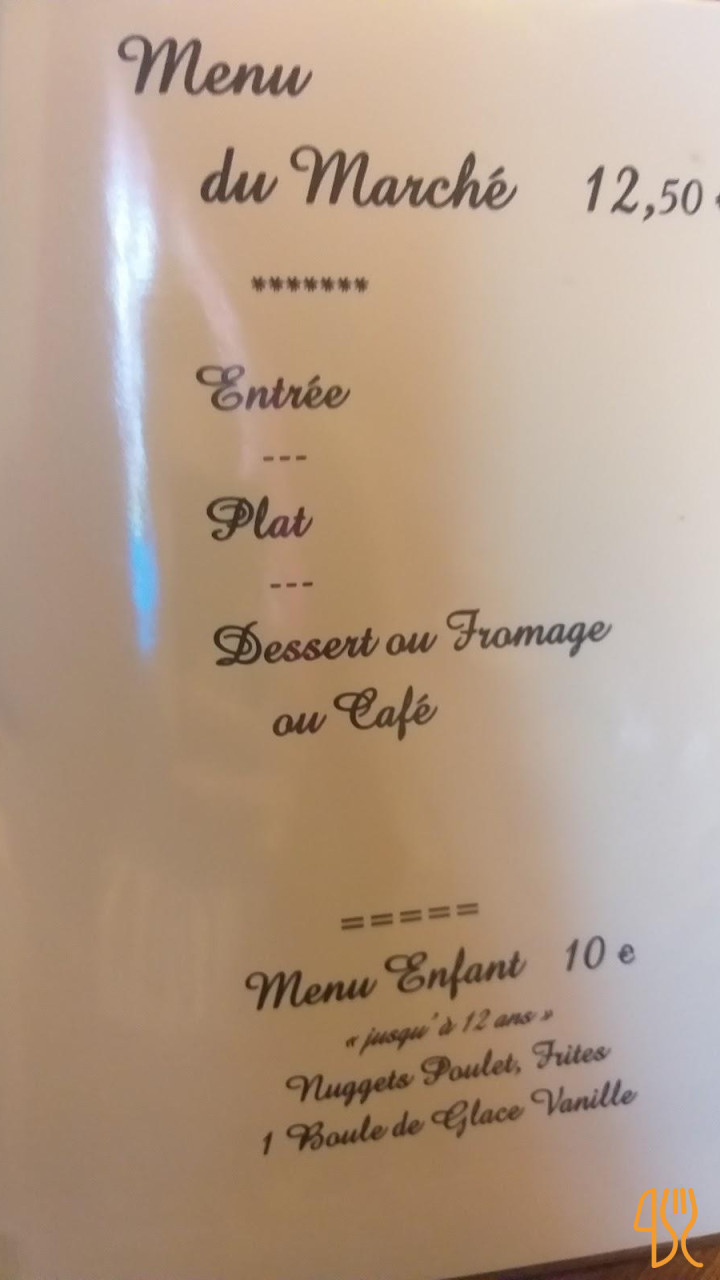 Menu
du Marché 12,50 €
*******
Entrée
---
Plat
---
Dessert ou Fromage
ou Café
=====
Menu Enfant 10 e
« jusqu'à 12 ans »
Nuggets Poulet, Frites
1 Boule de Glace Vanille